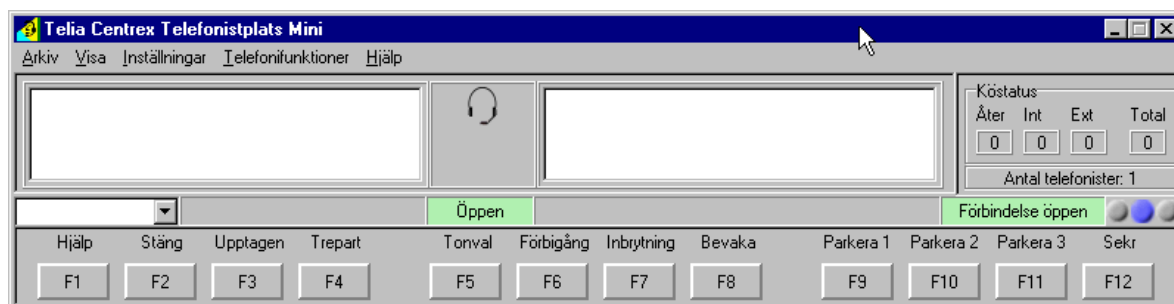 Telia Centrex Telefonistplats Mini
Arkiv Visa Inställningar Telefonifunktioner Hjälp
Köstatus
Åter Int Ext Total
0 0 0 0
Antal telefonister: 1
Öppen Förbindelse öppen
Hjälp Stäng Upptagen Trepart Tonval Förbigång Inbrytning Bevaka Parkera 1 Parkera 2 Parkera 3 Sekr
F1 F2 F3 F4 F5 F6 F7 F8 F9 F10 F11 F12